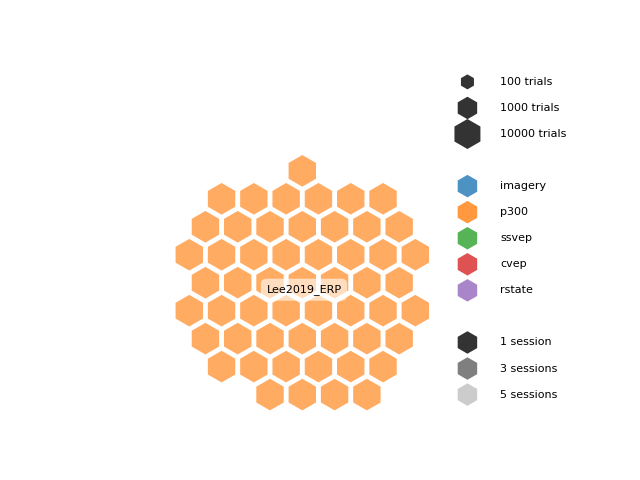 100 trials
1000 trials
10000 trials
imagery
p300
ssvep
cvep
rstate
Lee2019_ERP
1 session
3 sessions
5 sessions